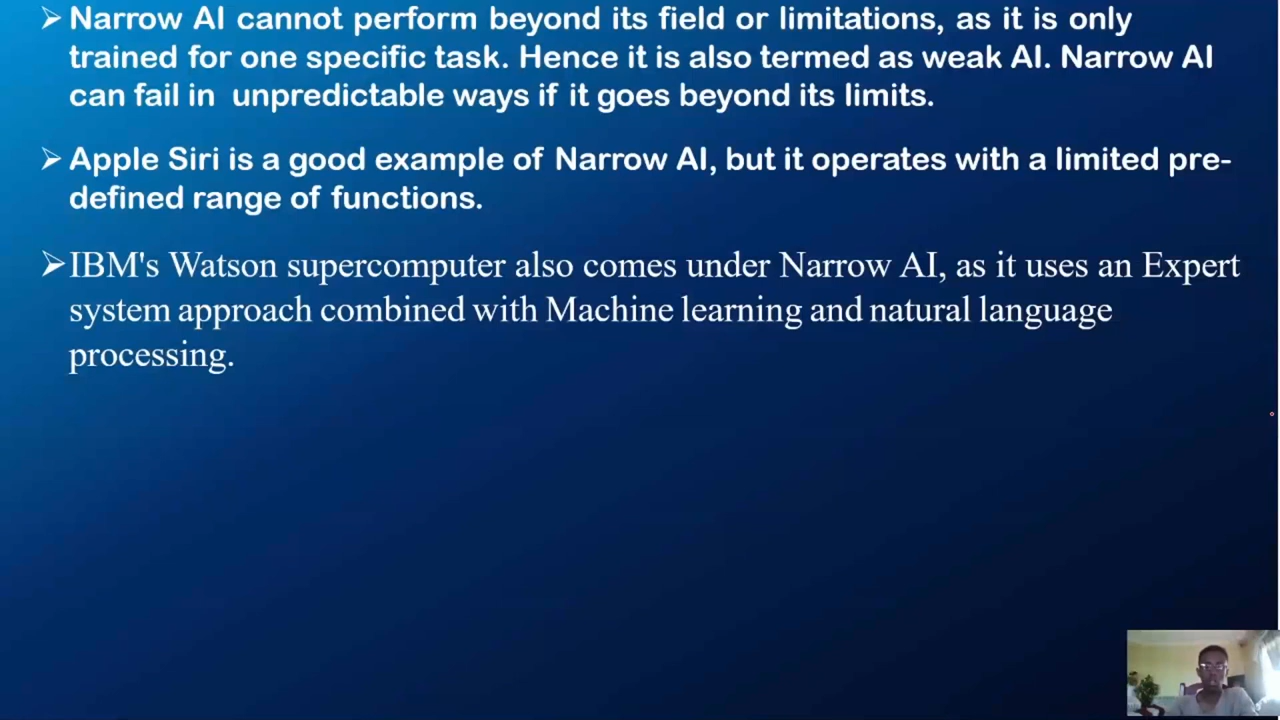 ➢ Narrow AI cannot perform beyond its field or limitations, as it is only
trained for one specific task. Hence it is also termed as weak AI. Narrow AI
can fail in unpredictable ways if it goes beyond its limits.
➢ Apple Siri is a good example of Narrow AI, but it operates with a limited pre-
defined range of functions.
➢IBM's Watson supercomputer also comes under Narrow AI, as it uses an Expert
system approach combined with Machine learning and natural language
processing.